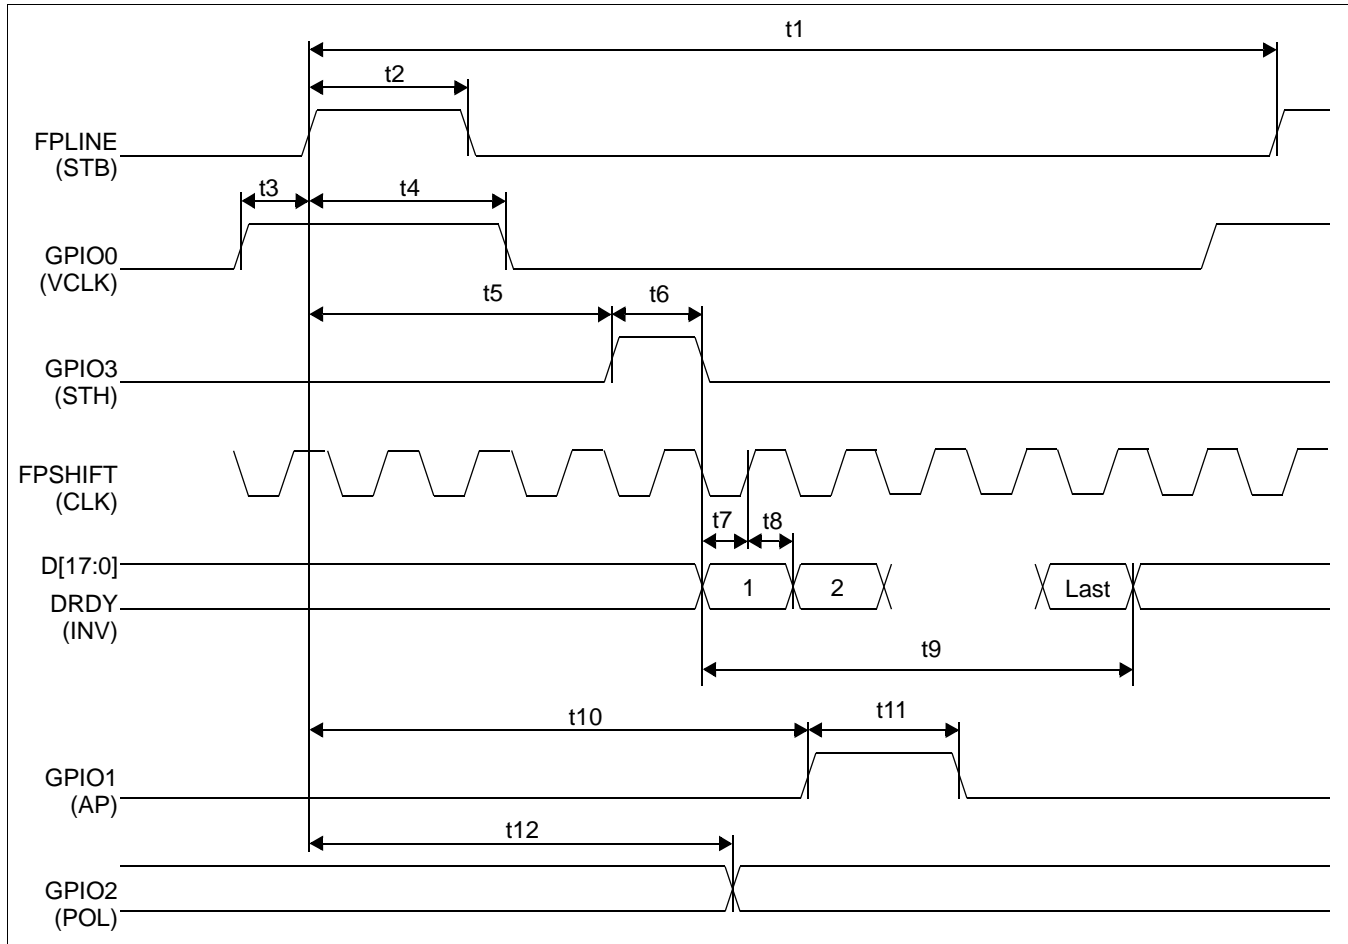 t1
t2
FPLINE
(STB)
t3
t4
GPIO0
(VCLK)
t5
t6
GPIO3
(STH)
FPSHIFT
(CLK)
t7
t8
D[17:0]
1
2
Last
DRDY
(INV)
t9
t10
t11
GPIO1
(AP)
t12
GPIO2
(POL)